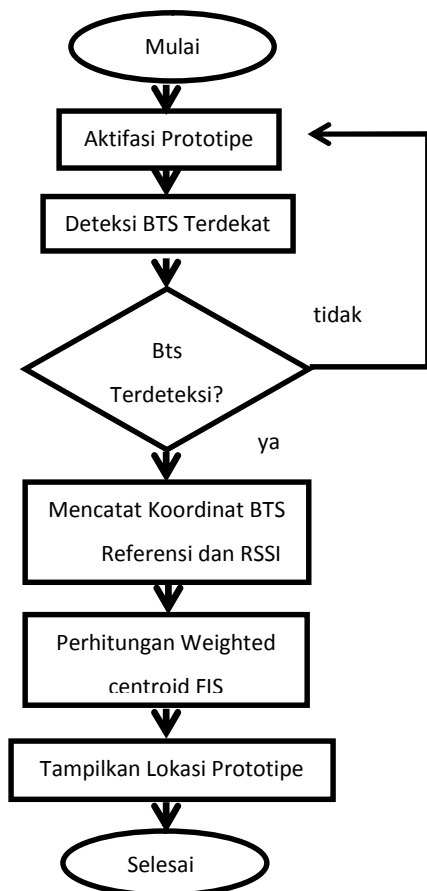 Mulai
Aktifasi Prototipe
Deteksi BTS Terdekat
tidak
Bts
Terdeteksi?
ya
Mencatat Koordinat BTS
Referensi dan RSSI
Perhitungan Weighted
centroid FIS
Tampilkan Lokasi Prototipe
Selesai